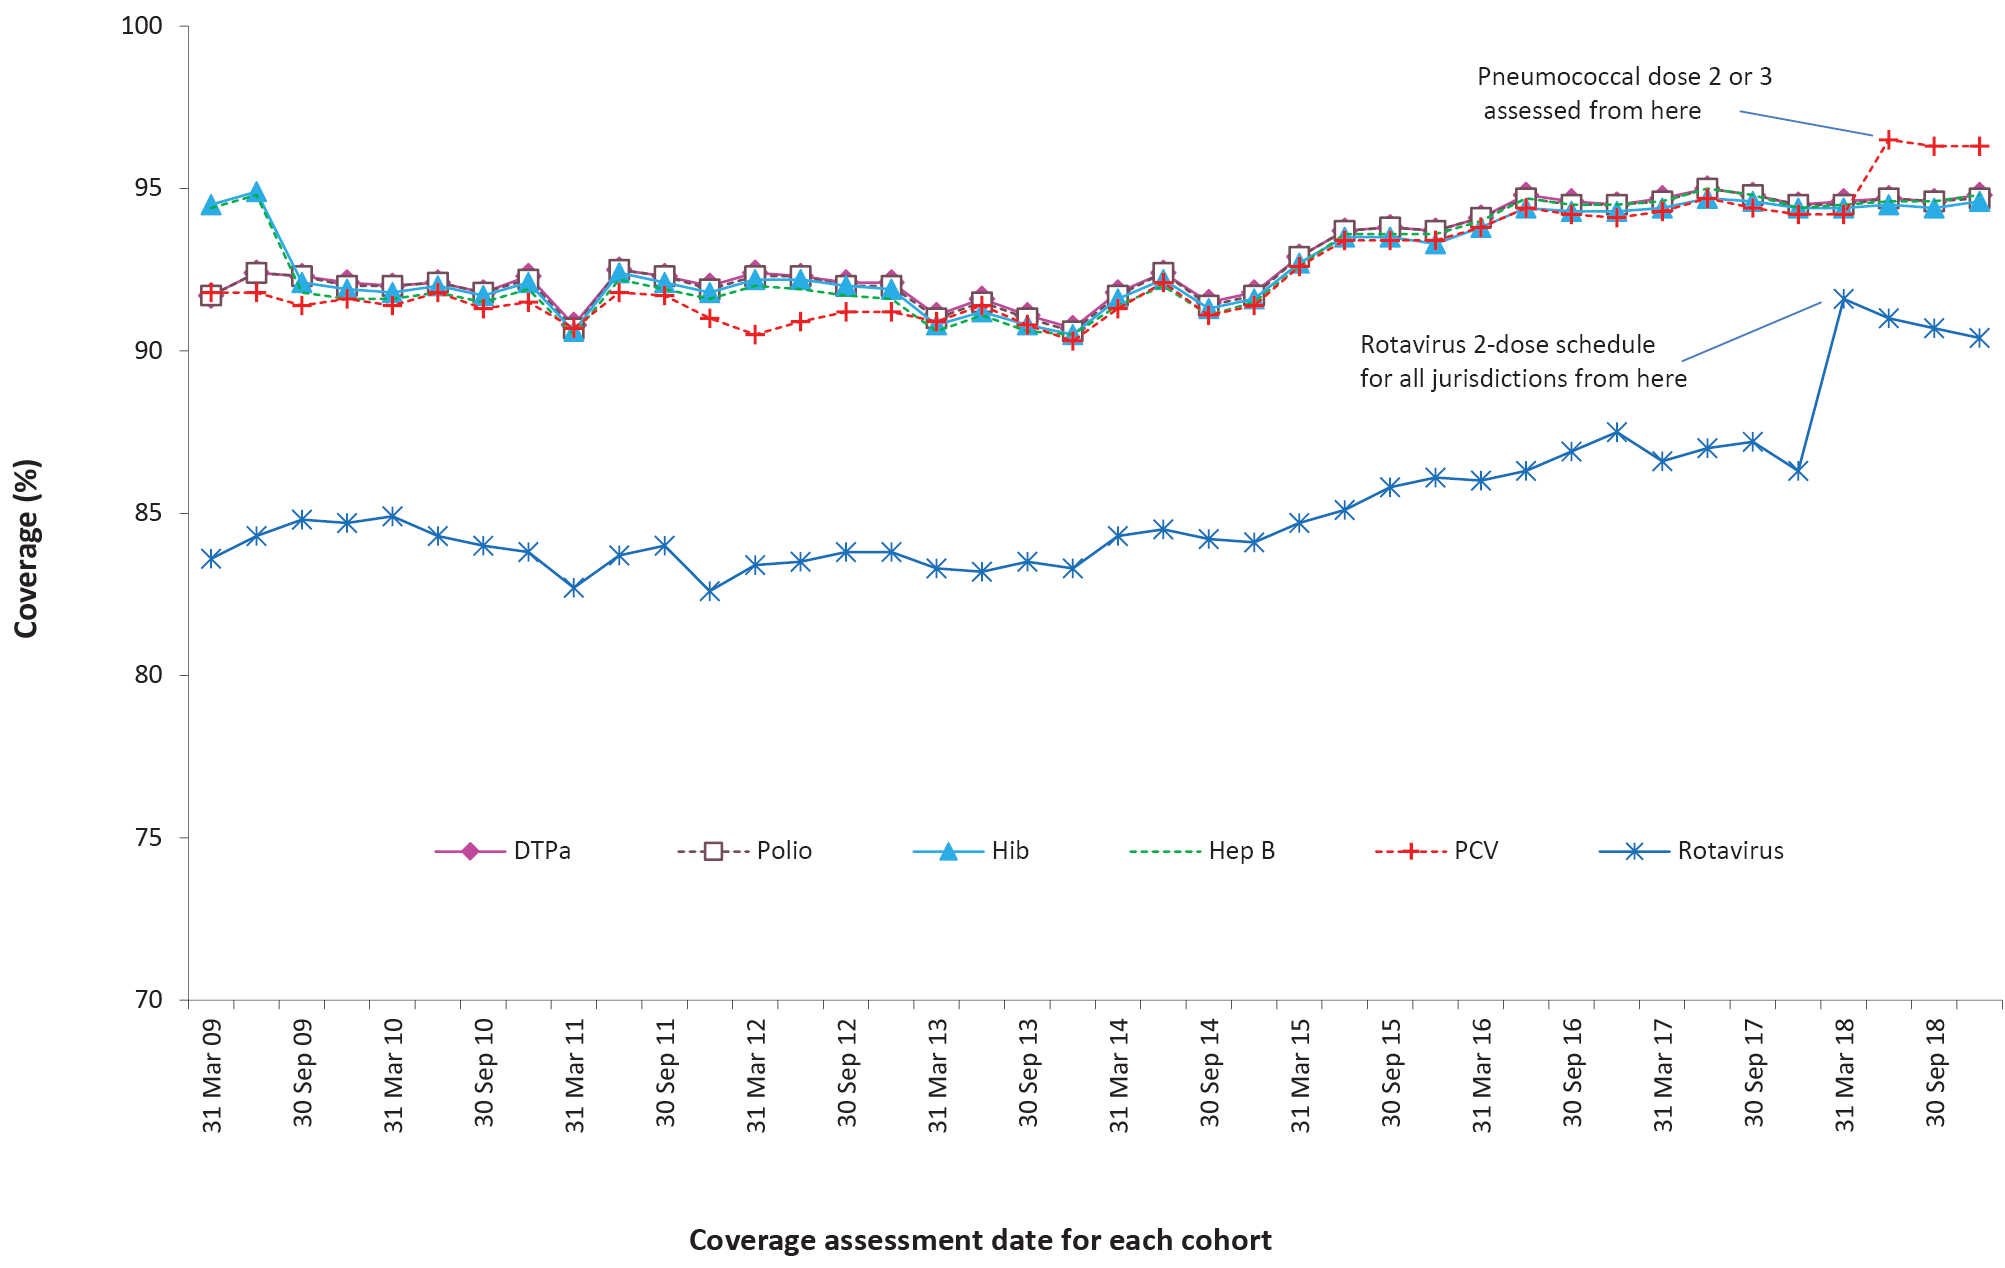 100
95
90
85
80
75
70
Coverage (%)
Pneumococcal dose 2 or 3
assessed from here
Rotavirus 2-dose schedule
for all jurisdictions from here
DTPa
Polio
Hib
Hep B
PCV
Rotavirus
31 Mar 09
30 Sep 09
31 Mar 10
30 Sep 10
31 Mar 11
30 Sep 11
31 Mar 12
30 Sep 12
31 Mar 13
30 Sep 13
31 Mar 14
30 Sep 14
31 Mar 15
30 Sep 15
31 Mar 16
30 Sep 16
31 Mar 17
30 Sep 17
31 Mar 18
30 Sep 18
Coverage assessment date for each cohort